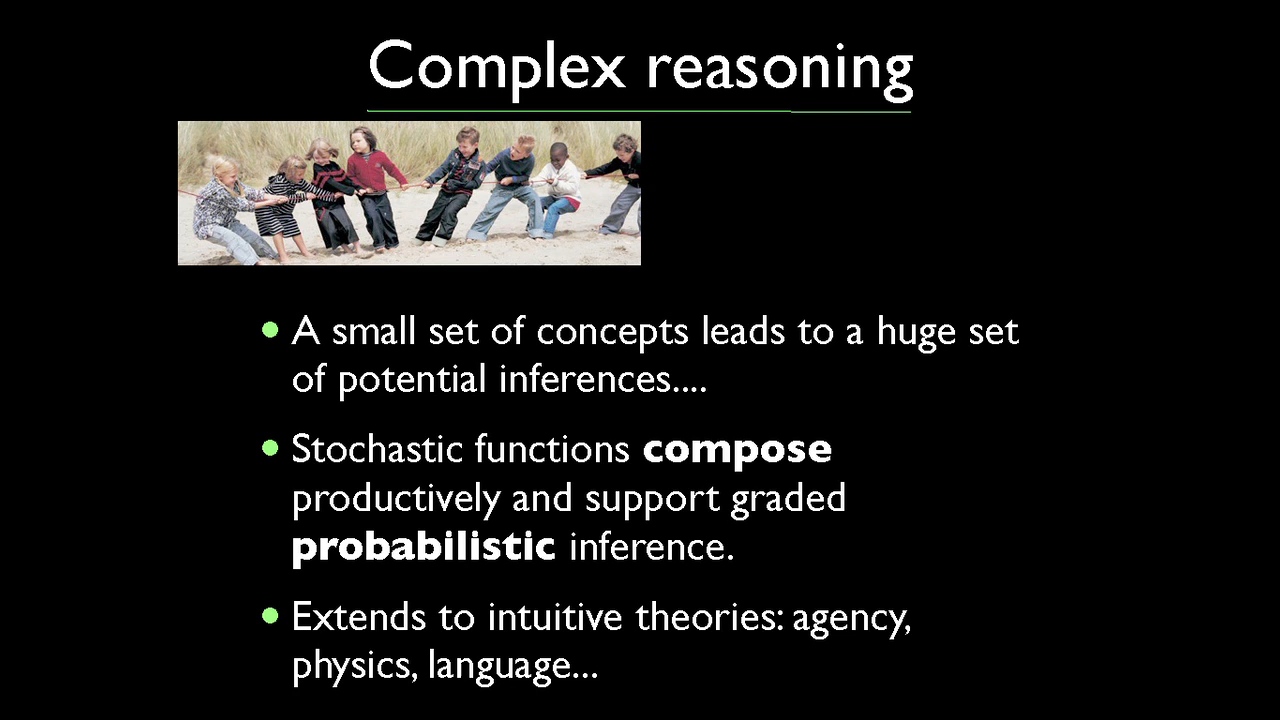 Complex reasoning
A small set of concepts leads to a huge set
of potential inferences....
Stochastic functions compose
productively and support graded
probabilistic inference.
Extends to intuitive theories: agency,
physics, language...